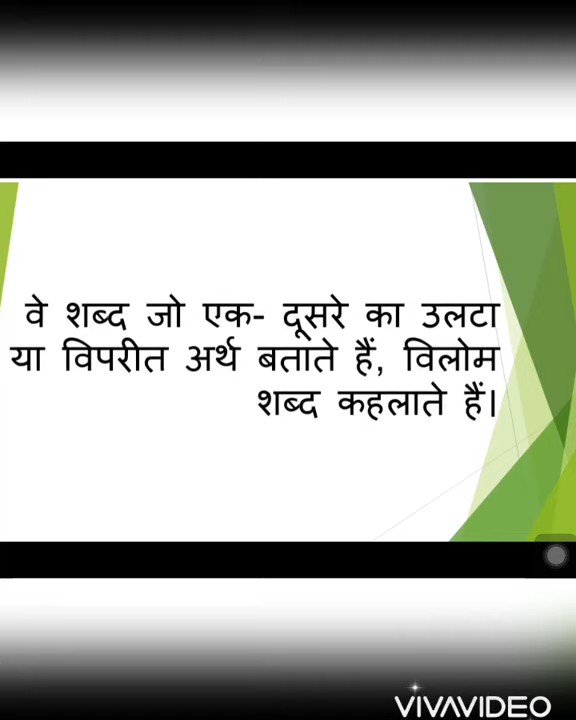 वे शब्द जो एक- दूसरे का उलटा
या विपरीत अर्थ बताते हैं, विलोम
शब्द कहलाते हैं।
VIVAVIDEO